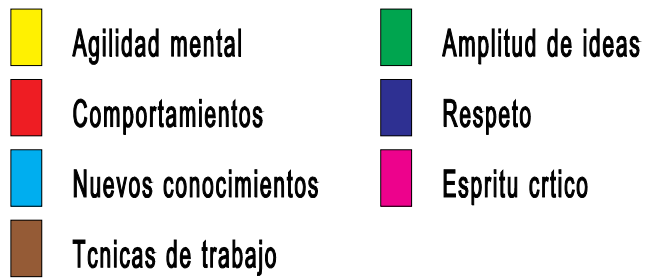 Agilidad mental
Comportamientos
Nuevos conocimientos
Tcnicas de trabajo
Amplitud de ideas
Respeto
Espritu crtico